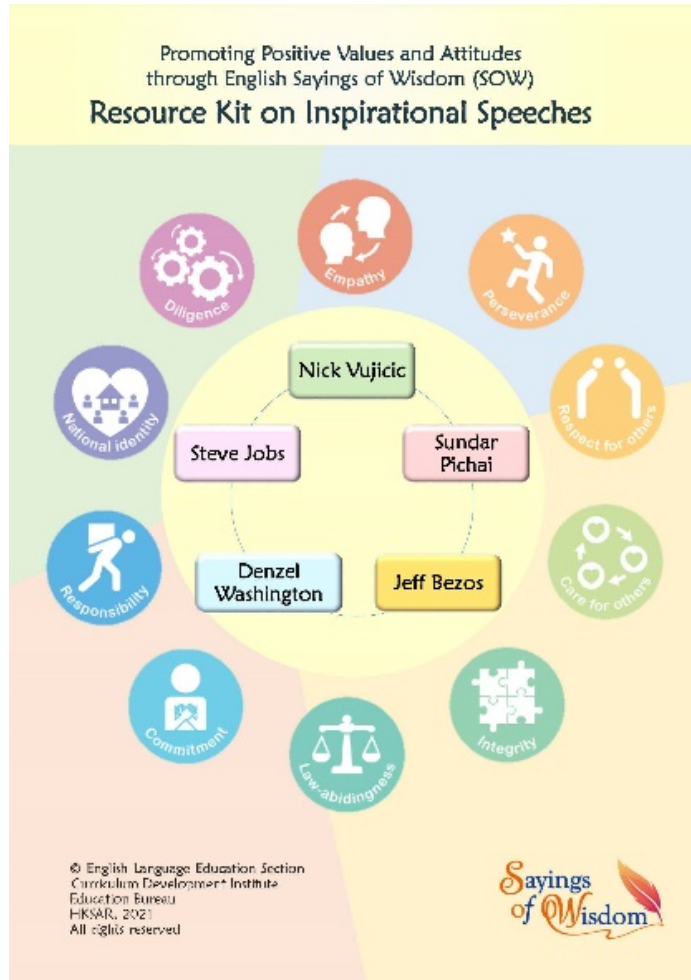 Promoting Positive Values and Attitudes
through English Sayings of Wisdom (SOW)
Resource Kit on Inspirational Speeches
Empathy
Diligence
Perseverance
National identity
Respect for others
Nick Vujicic
Steve Jobs
Sundar
Pichai
Responsibility
Care for others
Denzel
Washington
Jeff Bezos
Commitment
Integrity
Law-abidingness
© English Language Education Section
Curriculum Development Institute
Education Bureau
HKSAR, 2021
All rights reserved
Sayings
of Wisdom